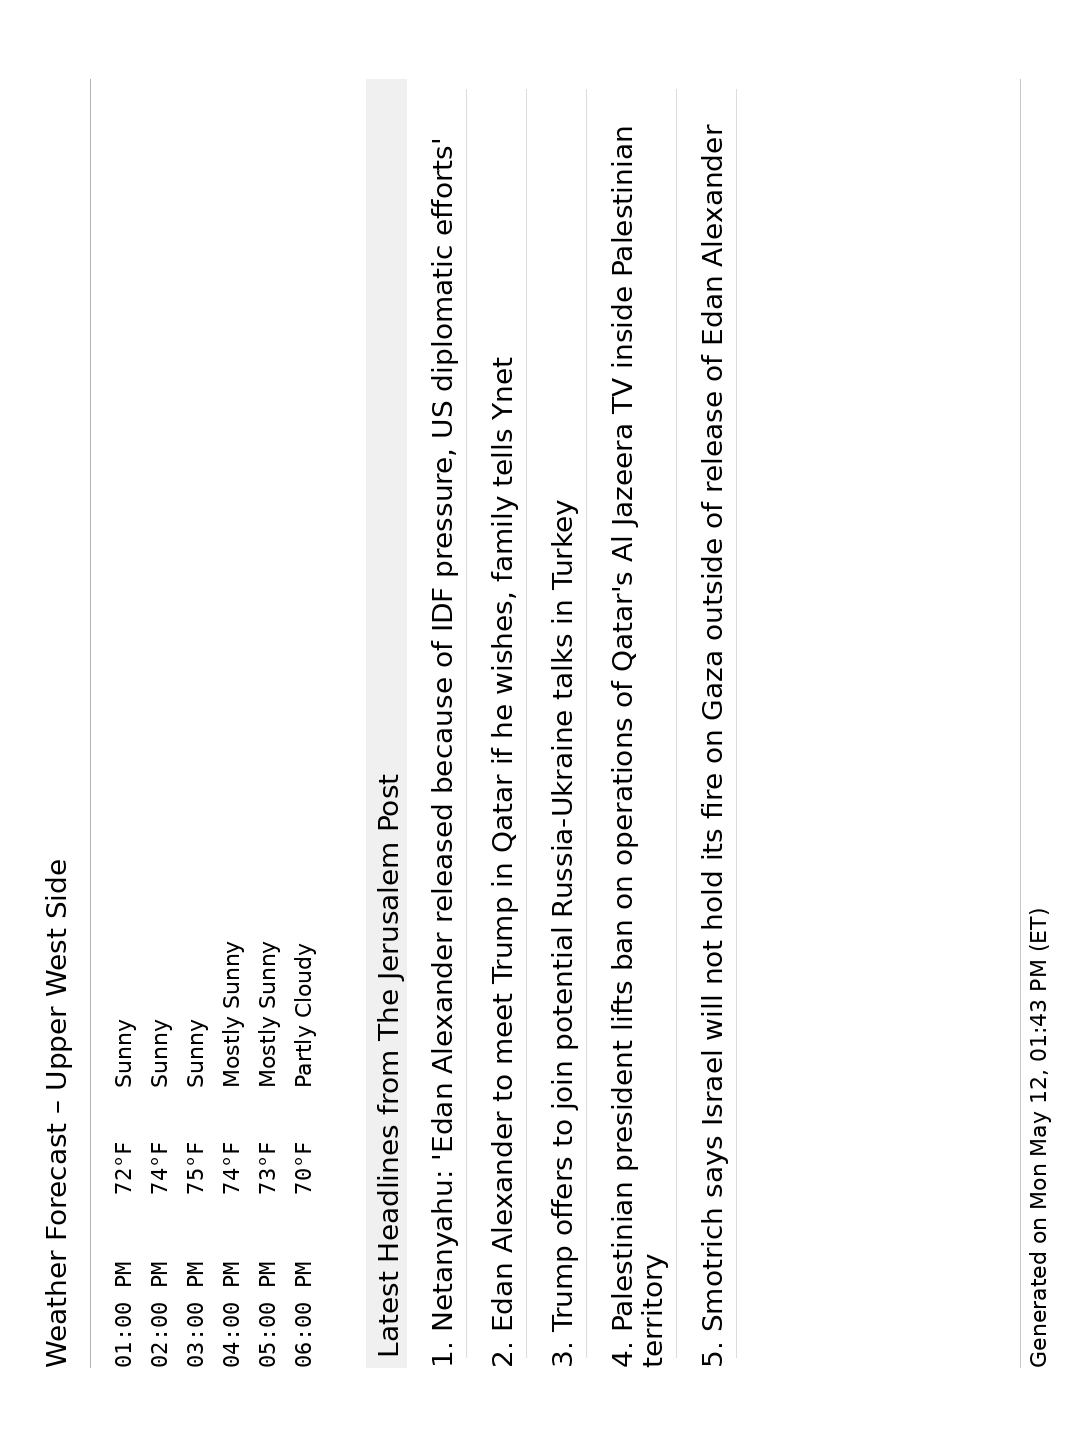 Weather Forecast – Upper West Side
01:00 PM 72°F Sunny
02:00 PM 74°F Sunny
03:00 PM 75°F Sunny
04:00 PM 74°F Mostly Sunny
05:00 PM 73°F Mostly Sunny
06:00 PM 70°F Partly Cloudy
Latest Headlines from The Jerusalem Post
1. Netanyahu: 'Edan Alexander released because of IDF pressure, US diplomatic efforts'
2. Edan Alexander to meet Trump in Qatar if he wishes, family tells Ynet
3. Trump offers to join potential Russia-Ukraine talks in Turkey
4. Palestinian president lifts ban on operations of Qatar's Al Jazeera TV inside Palestinian
territory
5. Smotrich says Israel will not hold its fire on Gaza outside of release of Edan Alexander
Generated on Mon May 12, 01:43 PM (ET)